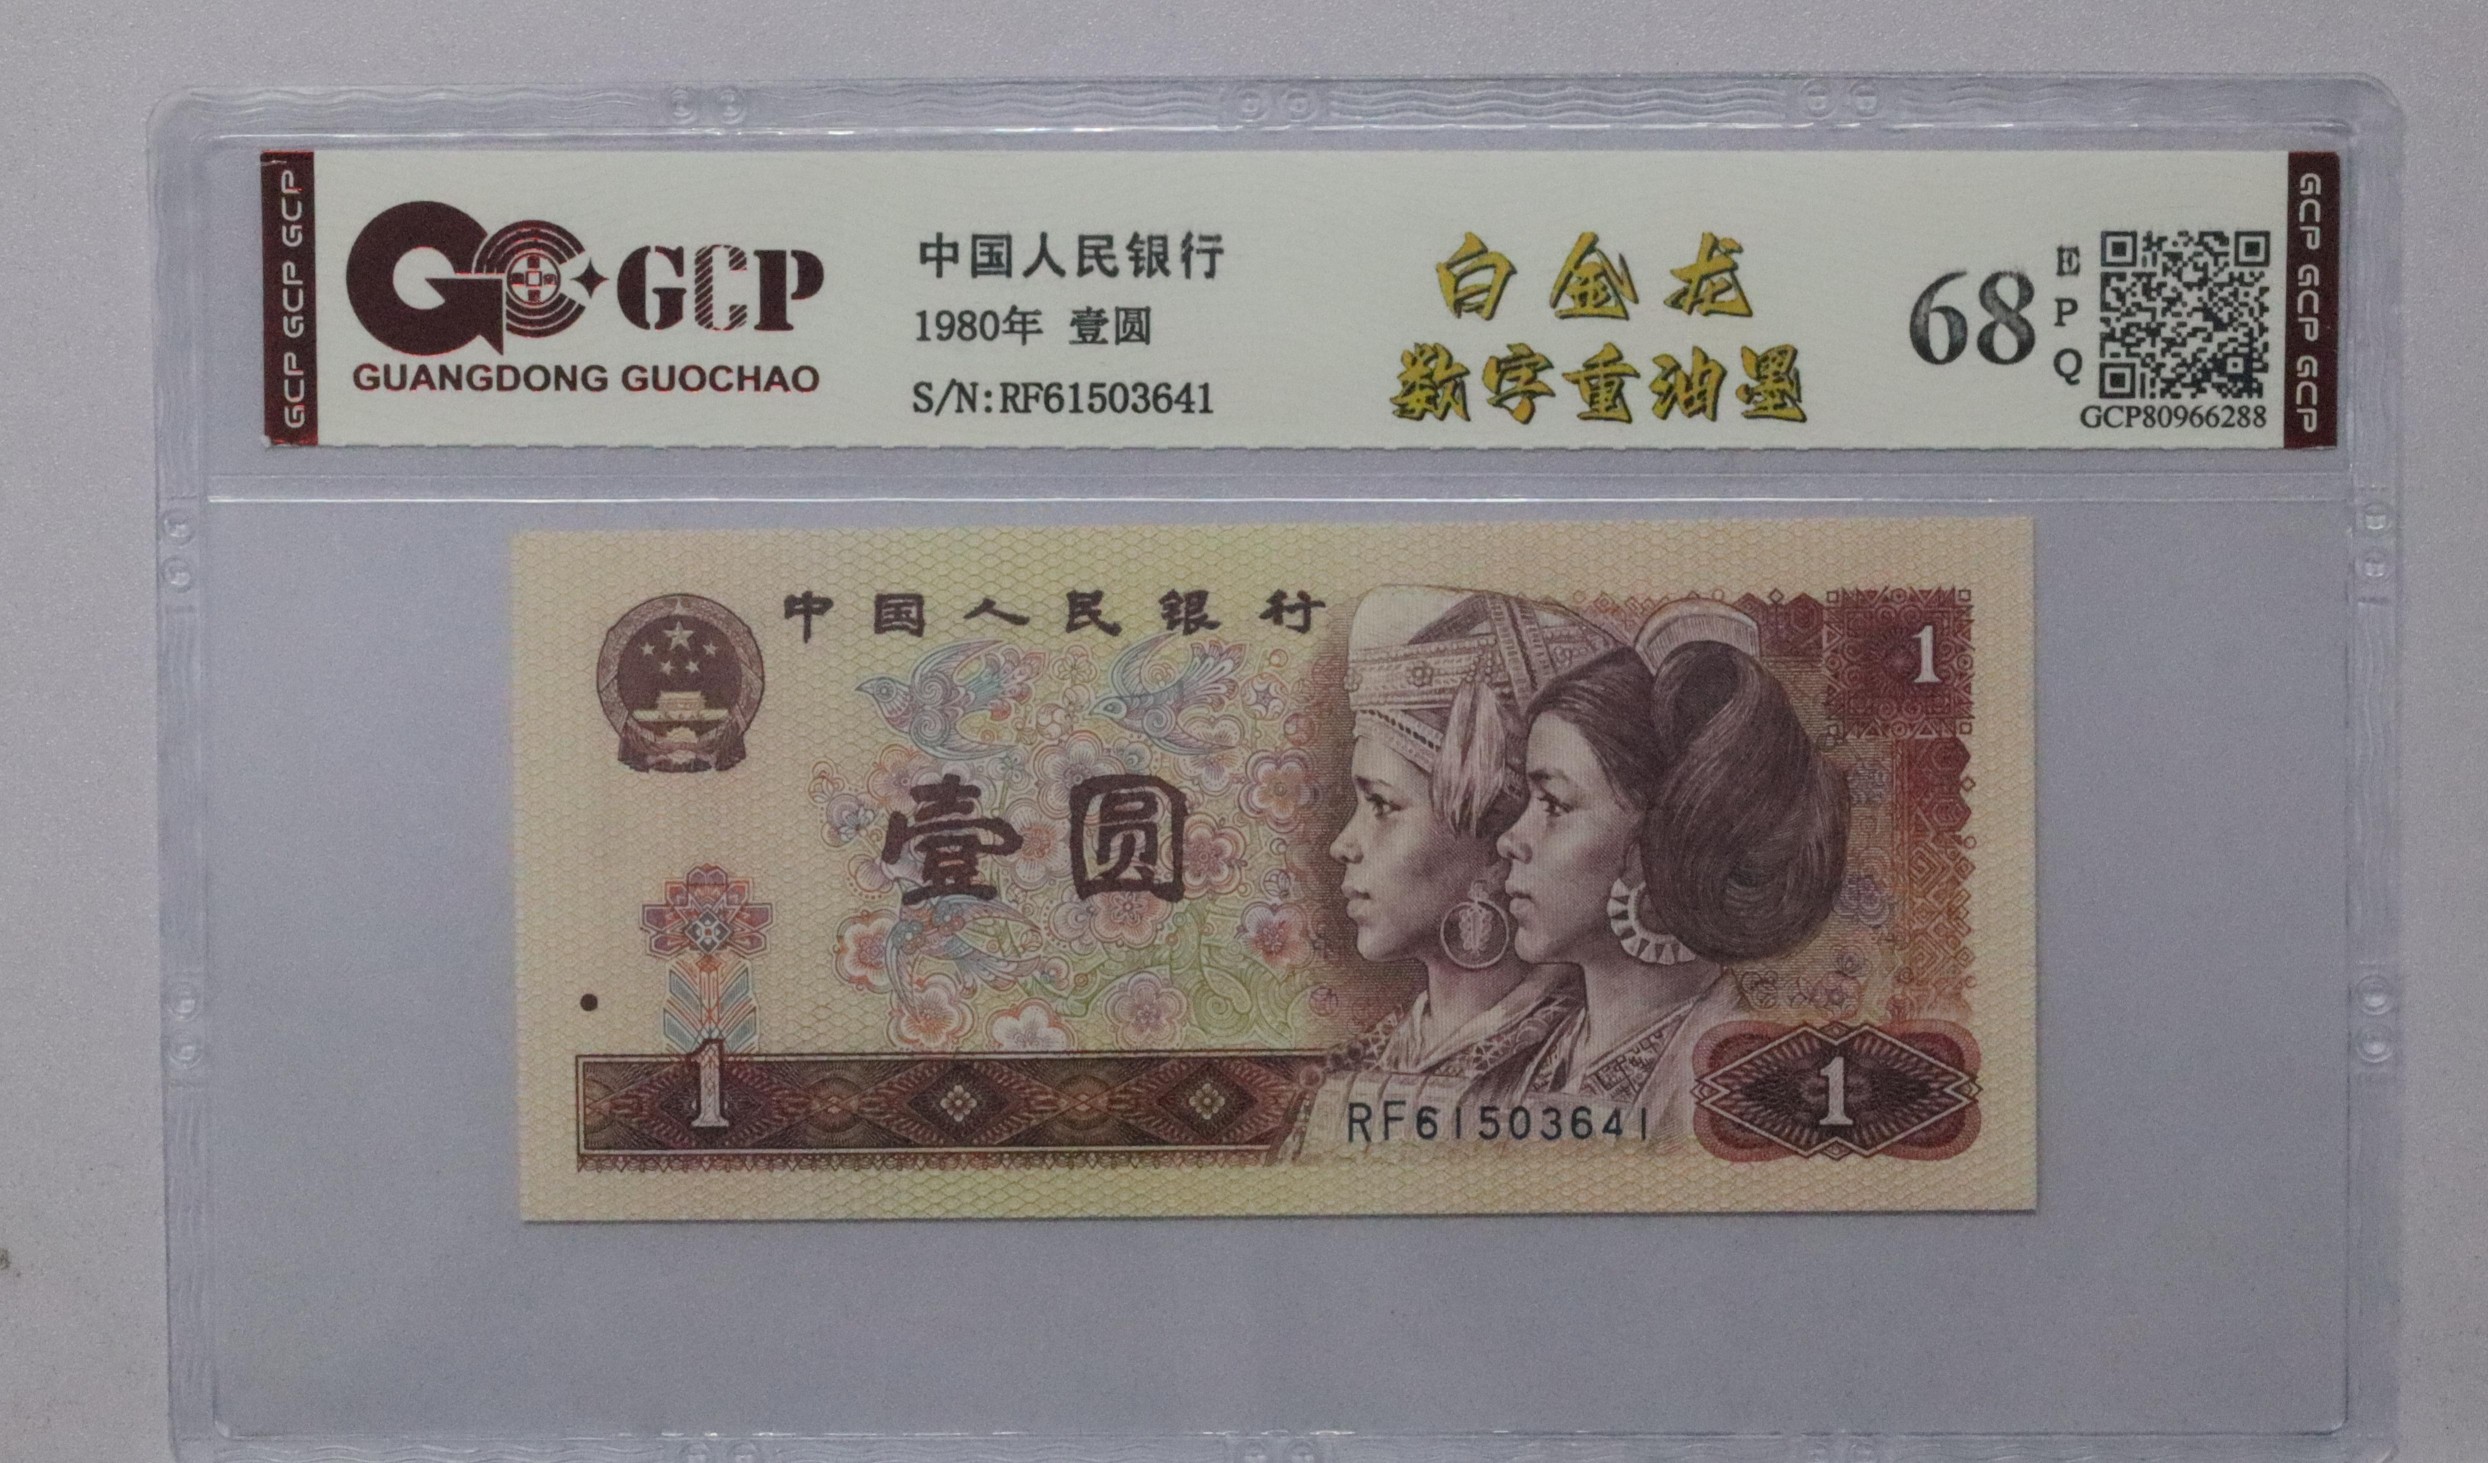 GCP GCP GCP
GCP
GUANGDONG GUOCHAO
中国人民银行
1980年 壹圆
S/N:RF61503641
白金龙
数字重油墨
68
EPQ
GCP80966288
GCP GCP GCP
中国人民银行
1
壹圆
1
RF61503641
1